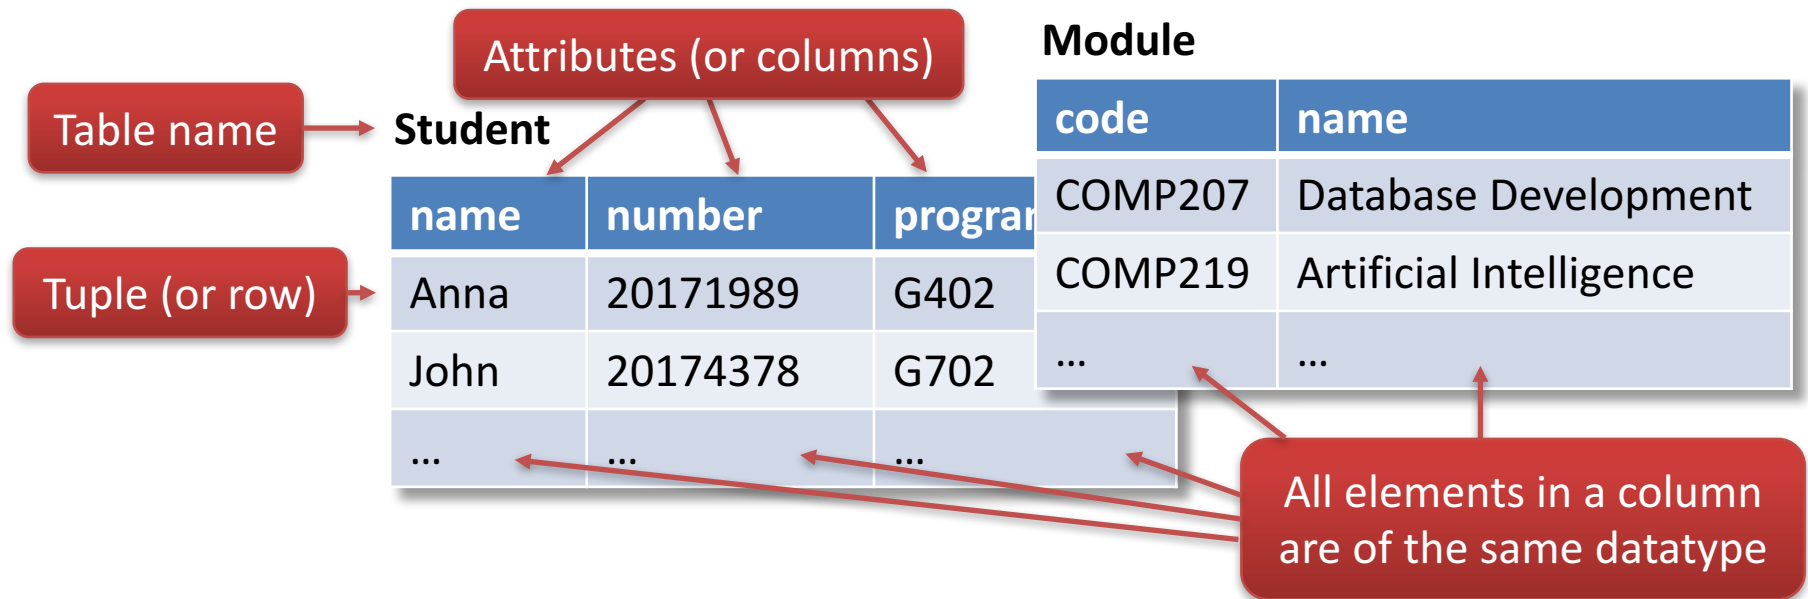 Attributes (or columns)
Module
Table name
Student
code name
COMP207 Database Development
COMP219 Artificial Intelligence
... ...
name number
Tuple (or row)
Anna 20171989 G402
John 20174378 G702
... ... ...
All elements in a column
are of the same datatype